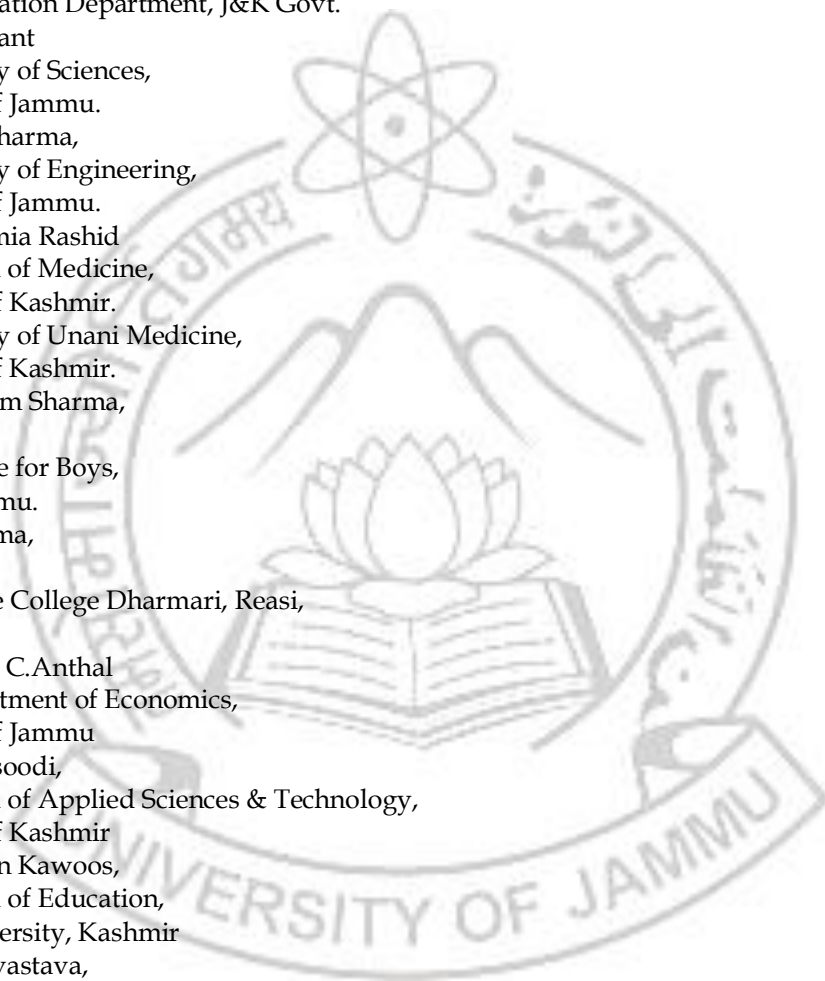 ation Department, J&K Govt.
ant
y of Sciences,
f Jammu.
harma,
y of Engineering,
f Jammu.
nia Rashid
of Medicine,
f Kashmir.
y of Unani Medicine,
f Kashmir.
m Sharma,
e for Boys,
mu.
ma,
e College Dharmari, Reasi,
C.Anthal
tment of Economics,
f Jammu
soodi,
of Applied Sciences & Technology,
f Kashmir
n Kawoos,
of Education,
ersity, Kashmir
vastava,
UNIVERSITY OF JAMMU